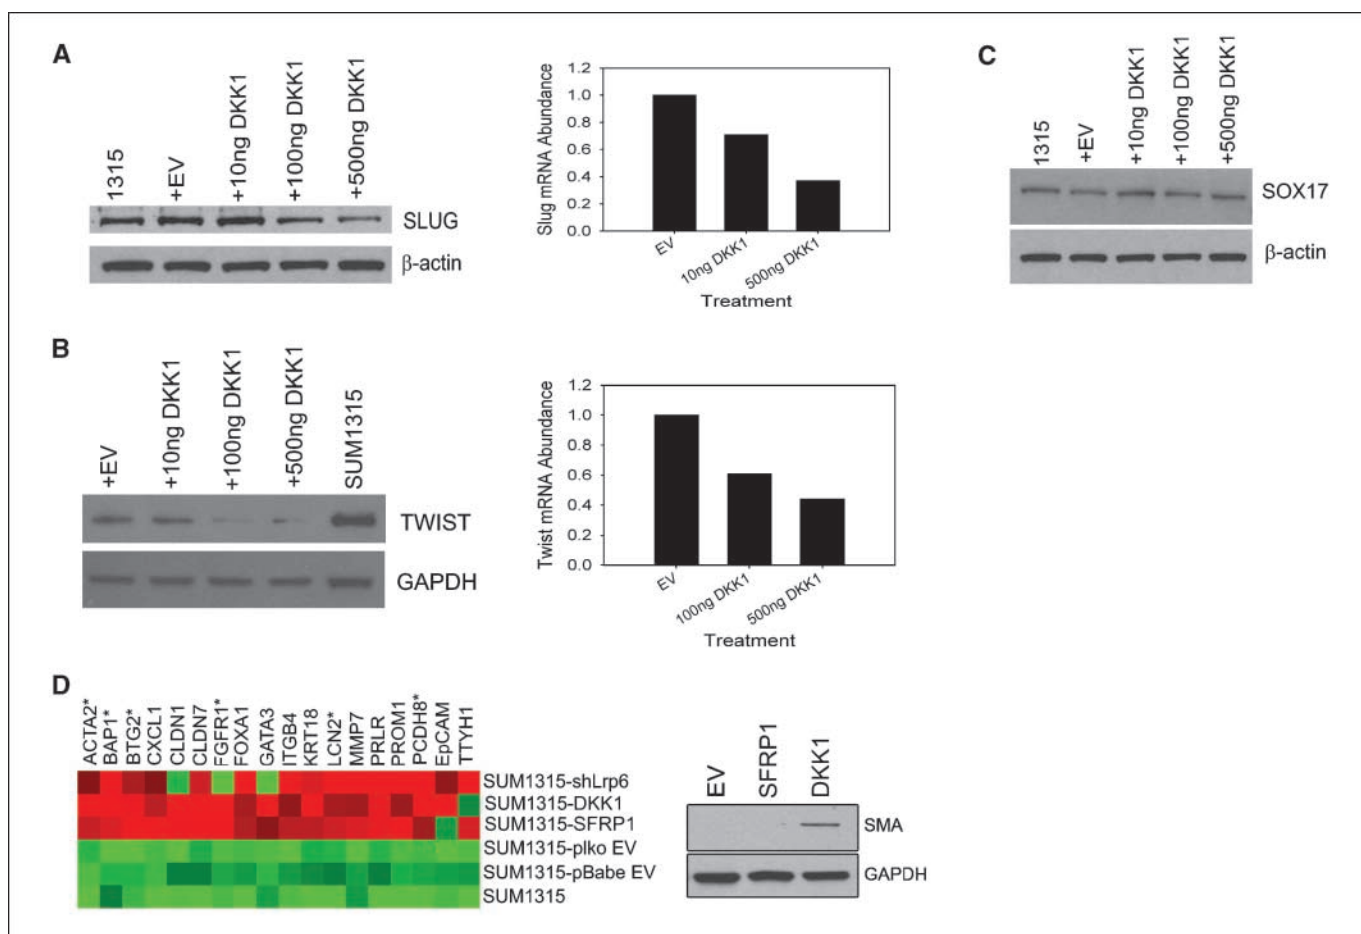 A
1315
+EV
+10ng DKK1
+100ng DKK1
+500ng DKK1
SLUG
β-actin
Slug mRNA Abundance
1.2
1.0
0.8
0.6
0.4
0.2
0.0
EV
10ng DKK1
500ng DKK1
Treatment
C
1315
+EV
+10ng DKK1
+100ng DKK1
+500ng DKK1
SOX17
β-actin
B
+EV
+10ng DKK1
+100ng DKK1
+500ng DKK1
SUM1315
TWIST
GAPDH
Twist mRNA Abundance
1.2
1.0
0.8
0.6
0.4
0.2
0.0
EV
100ng DKK1
500ng DKK1
Treatment
D
ACTA2*
BAP1*
BTG2*
CXCL1
CLDN1
CLDN7
FGFR1*
FOXA1
GATA3
ITGB4
KRT18
LCN2*
MMP7
PRLR
PROM1
PCDH8*
EpCAM
TTYH1
SUM1315-shLrp6
SUM1315-DKK1
SUM1315-SFRP1
SUM1315-plko EV
SUM1315-pBabe EV
SUM1315
EV
SFRP1
DKK1
SMA
GAPDH